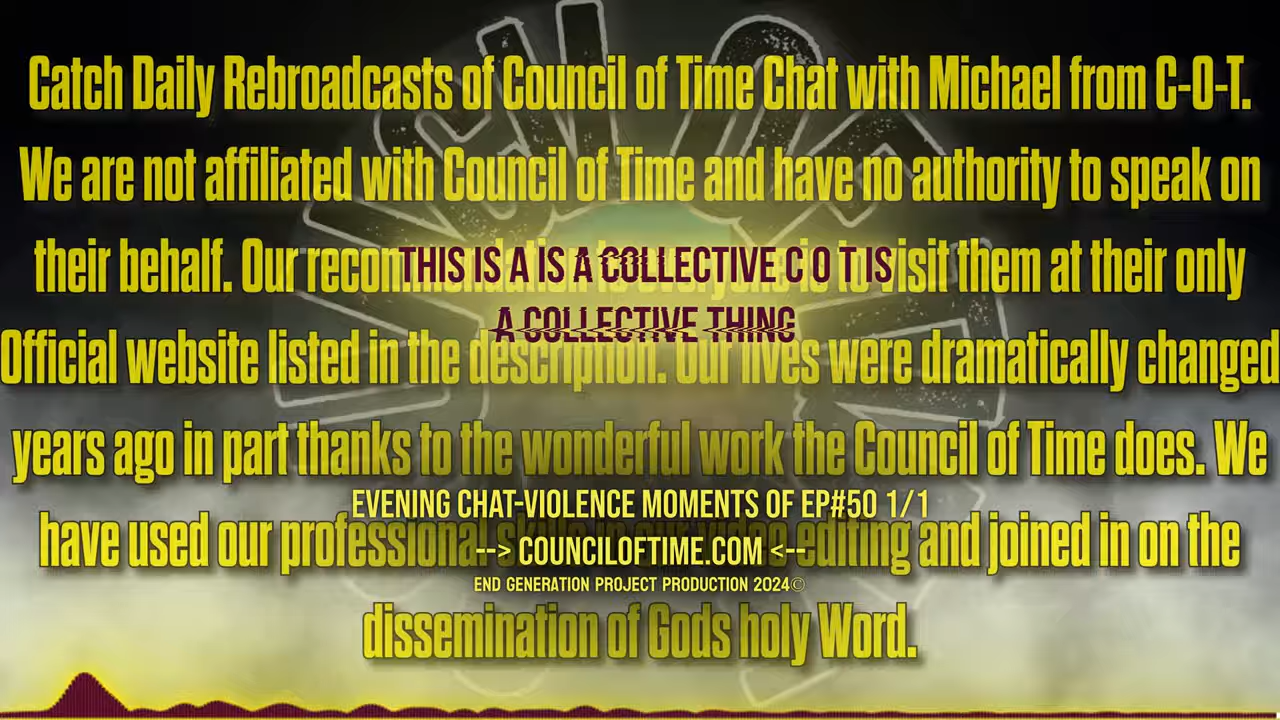 Catch Daily Rebroadcasts of Council of Time Chat with Michael from C-O-T.
We are not affiliated with Council of Time and have no authority to speak on
their behalf. Our visit them at their only
THIS IS A IS A COLLECTIVE C O T IS
A COLLECTIVE THING
Official website listed in the description. Our lives were dramatically changed
years ago in part thanks to the wonderful work the Council of Time does. We
EVENING CHAT-VIOLENCE MOMENTS OF EP#50 1/1
have used our editing and joined in on the
--> COUNCILOFTIME.COM <--
END GENERATION PROJECT PRODUCTION 2024©
dissemination of Gods holy Word.